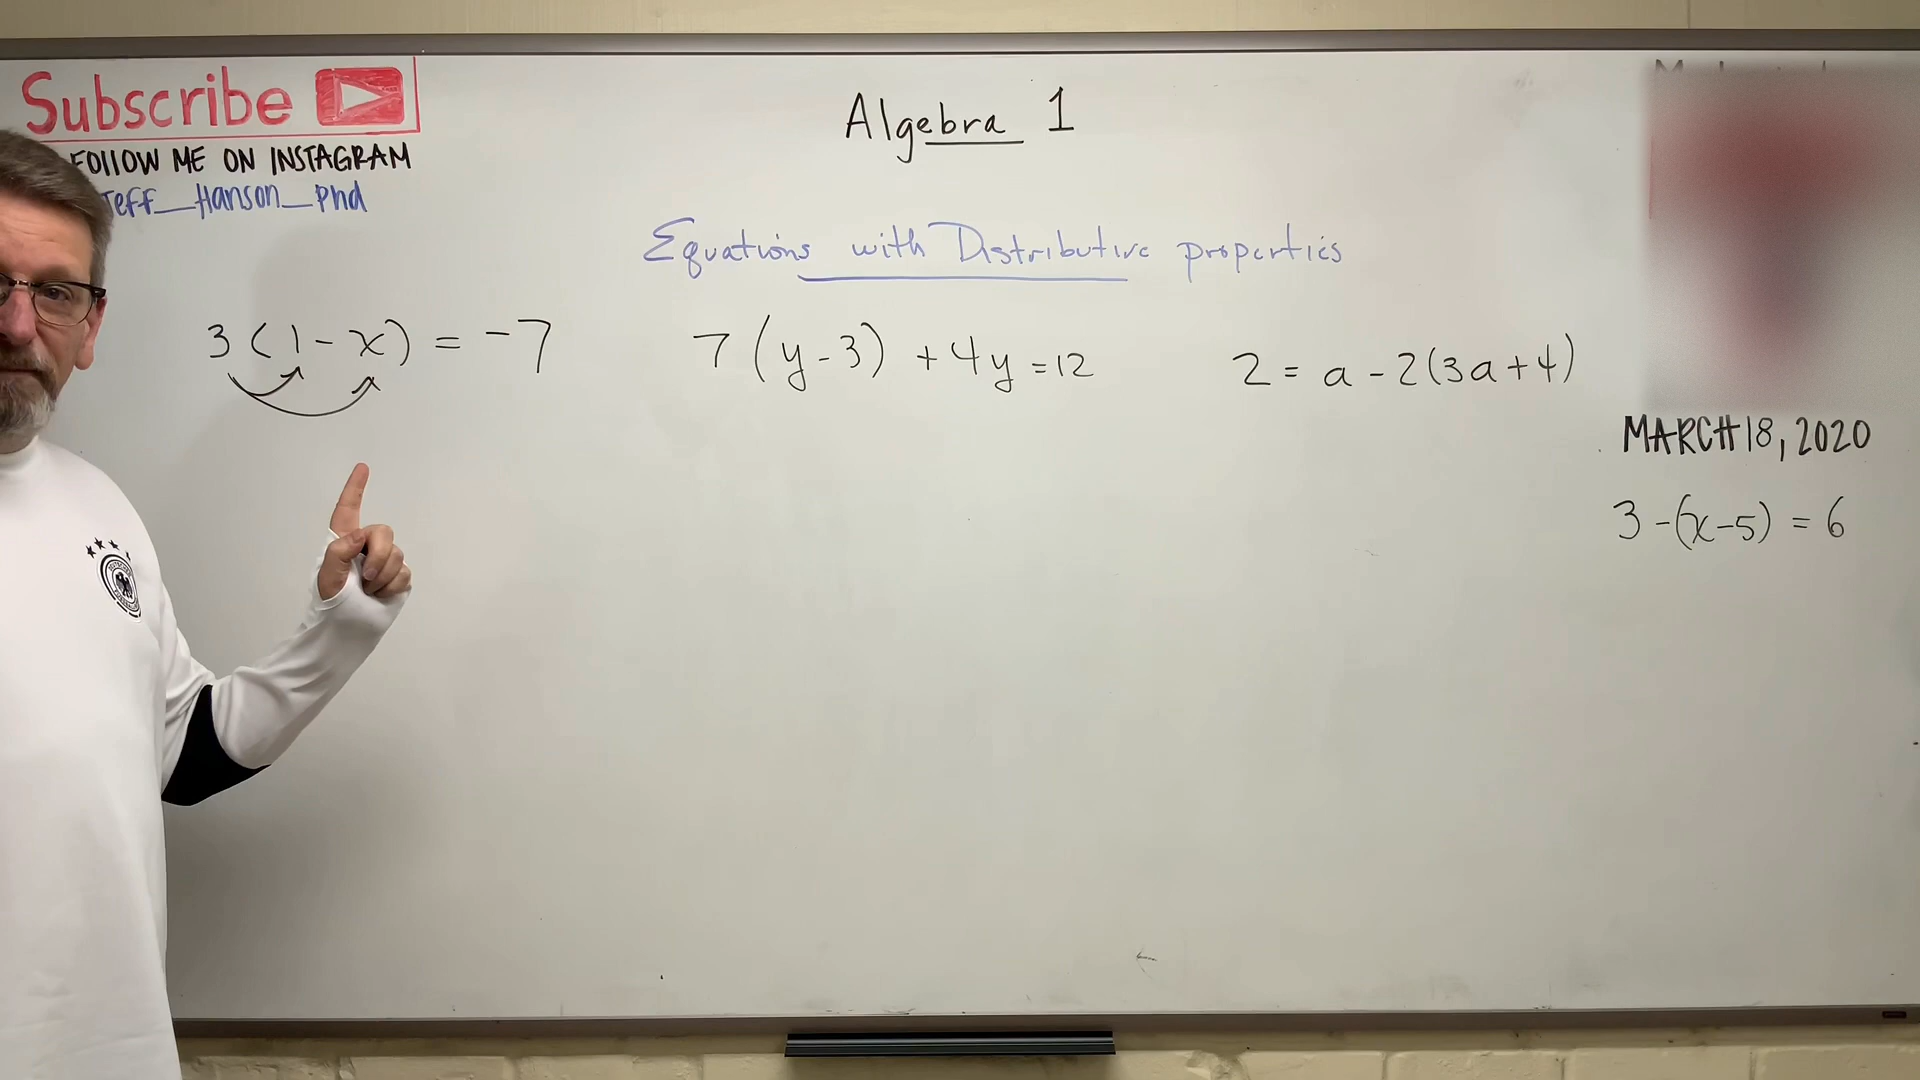 Subscribe
FOLLOW ME ON INSTAGRAM
Jeff_Hanson_Phd
Algebra 1
Equations with Distributive properties
3(1-x) = -7
7(y-3) + 4y = 12
2 = a - 2(3a+4)
MARCH 18, 2020
3-(x-5) = 6